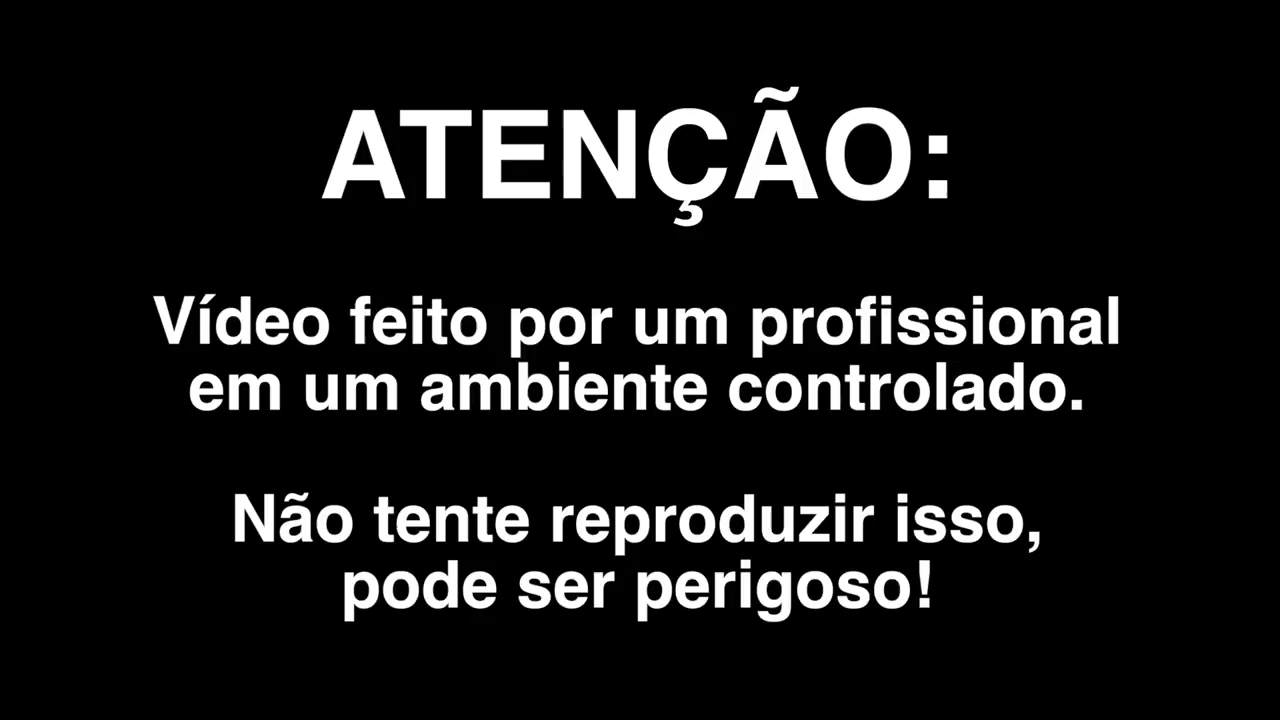 ATENÇÃO:
Vídeo feito por um profissional
em um ambiente controlado.
Não tente reproduzir isso,
pode ser perigoso!